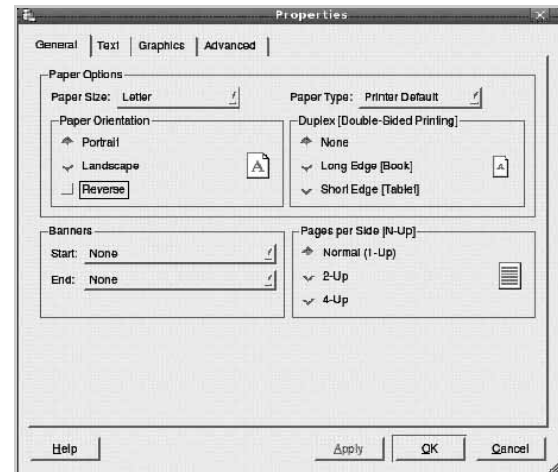 Properties
General Text Graphics Advanced
Paper Options
Paper Size: Letter
Paper Type: Printer Default
Paper Orientation
Portrait
Landscape
Reverse
A
Duplex [Double-Sided Printing]
None
Long Edge [Book]
Short Edge [Tablet]
A
Banners
Start: None
End: None
Pages per Side [N-Up]
Normal (1-Up)
2-Up
4-Up
Help
Apply
OK
Cancel